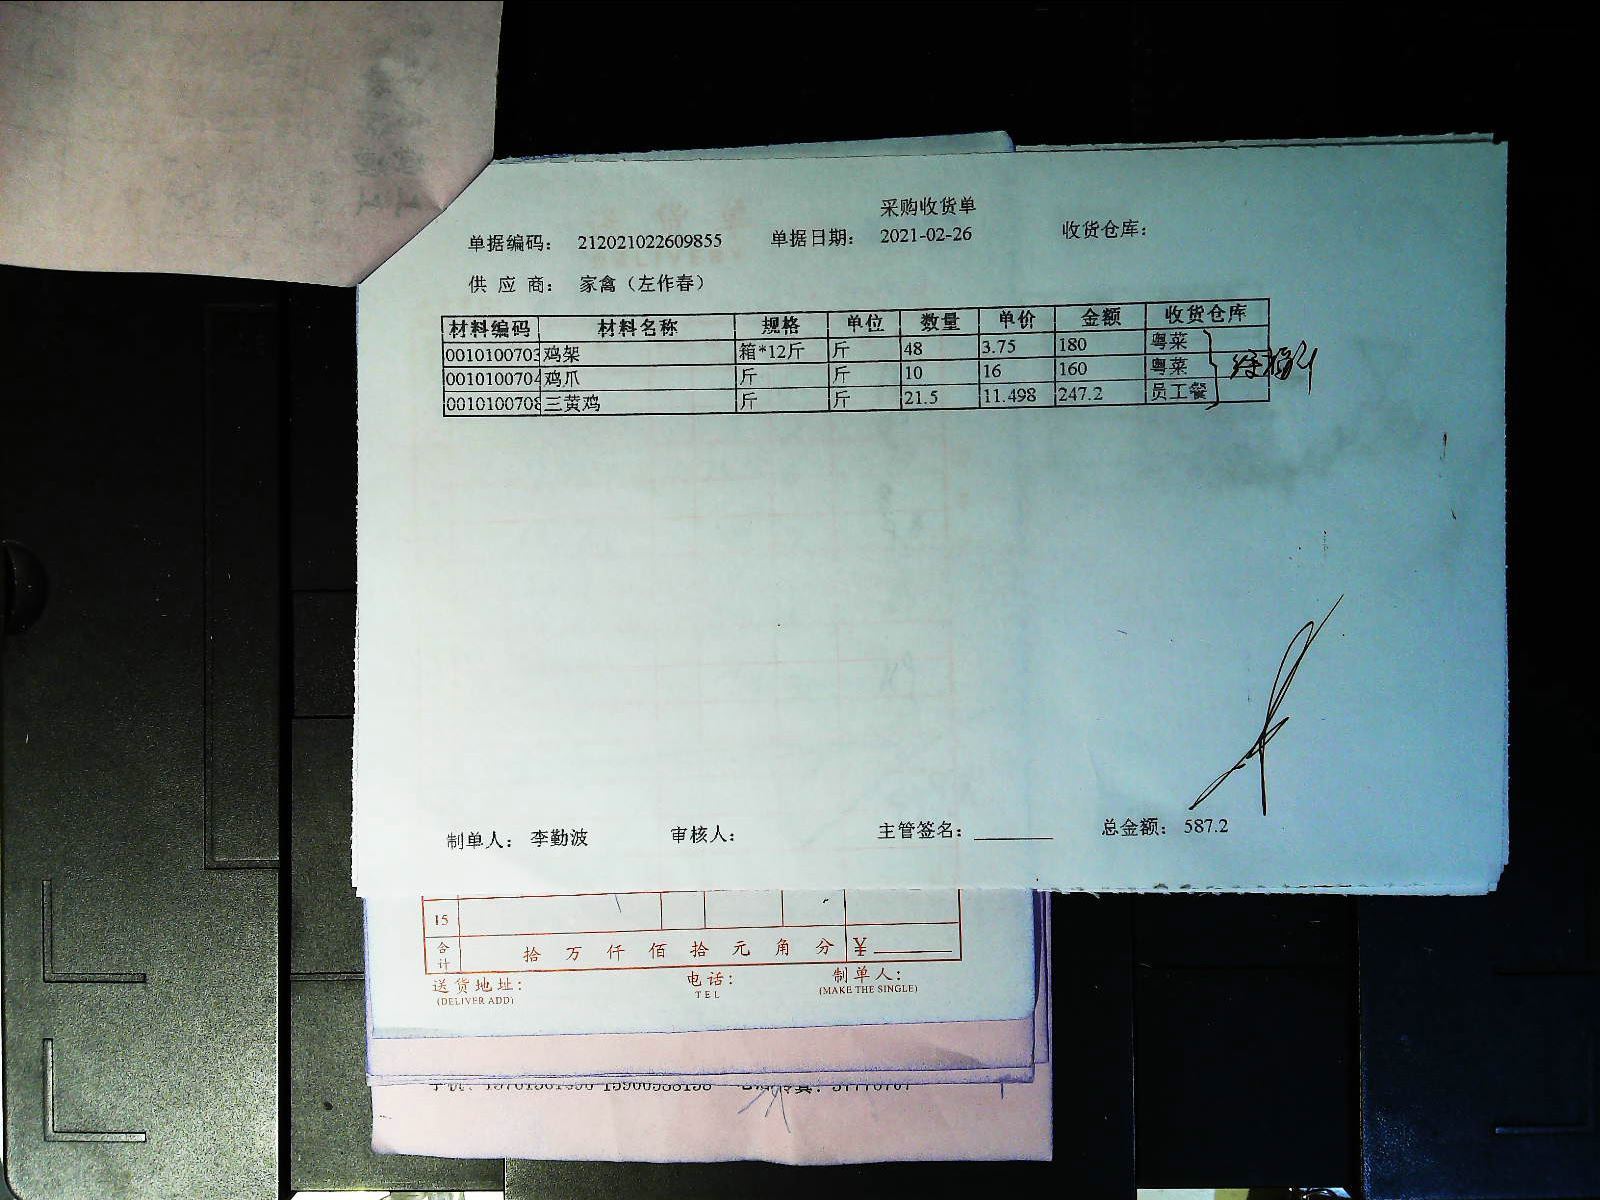 采购收货单
单据编码： 212021022609855 单据日期： 2021-02-26 收货仓库：
供 应 商： 家禽（左作春）
材料编码 材料名称 规格 单位 数量 单价 金额 收货仓库
0010100703 鸡架 箱*12斤 斤 48 3.75 180 粤菜
0010100704 鸡爪 斤 斤 10 16 160 粤菜
0010100708 三黄鸡 斤 斤 21.5 11.498 247.2 员工餐
制单人： 李勤波 审核人： 主管签名： 总金额： 587.2
15
合计 拾 万 仟 佰 拾 元 角 分 ¥
送货地址： 电话： 制单人：
(DELIVER ADD) TEL (MAKE THE SINGLE)